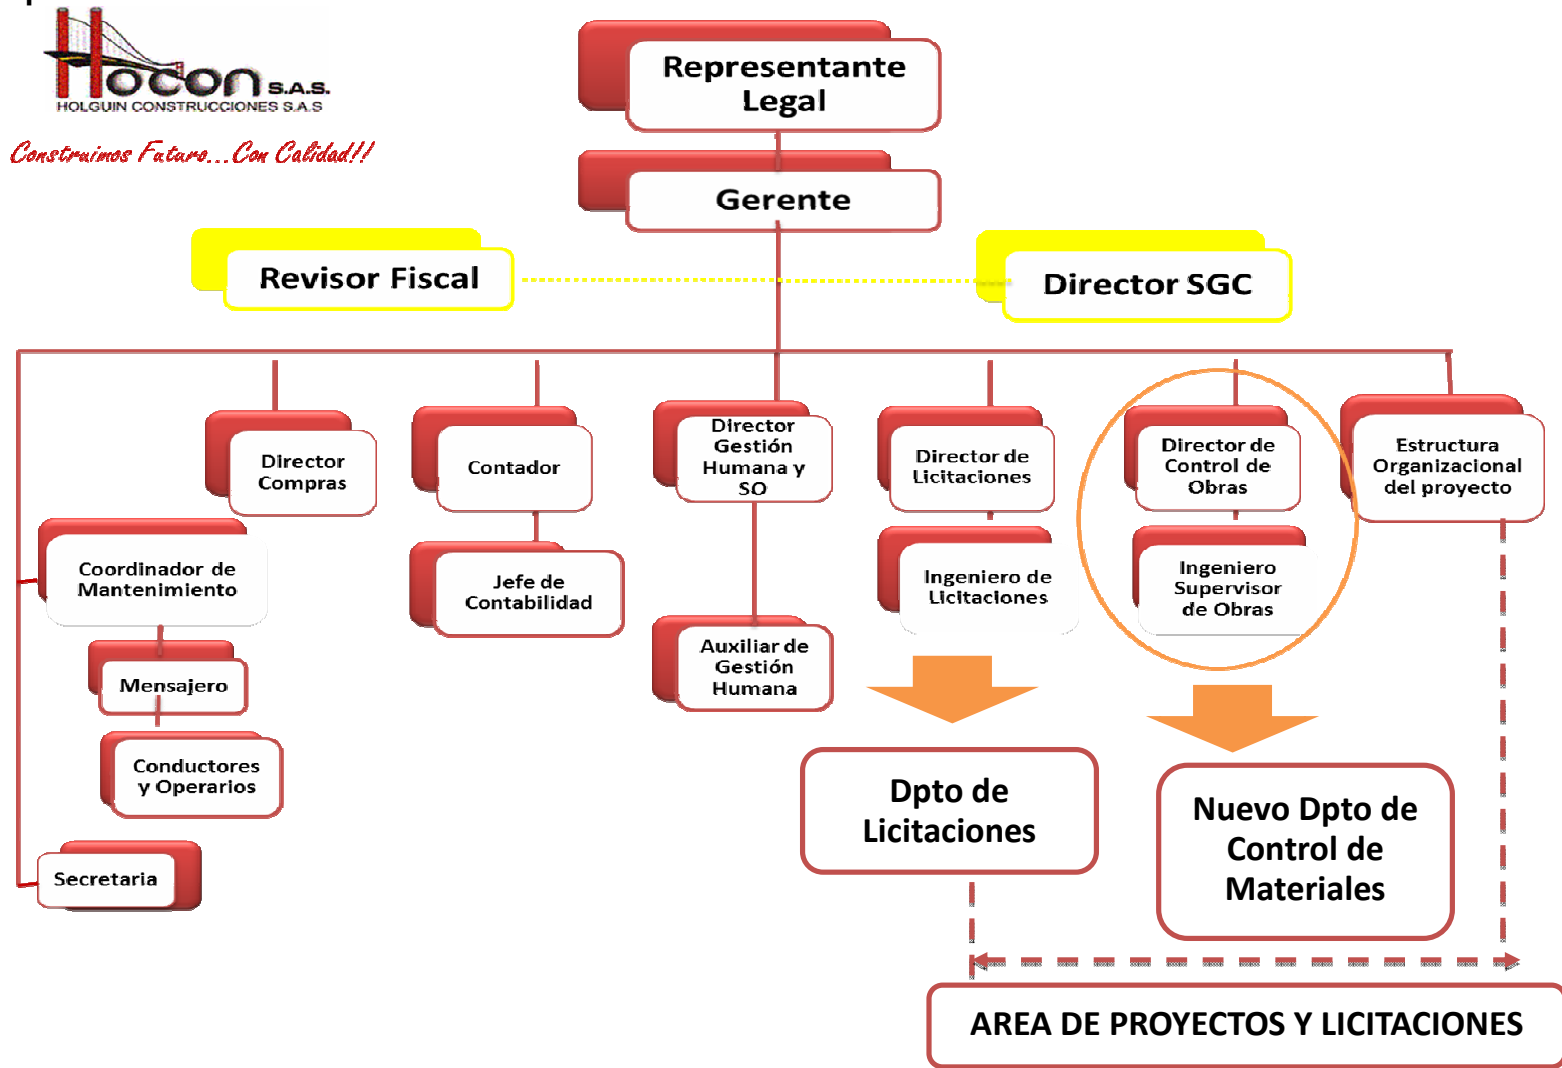 Hocon S.A.S.
HOLGUIN CONSTRUCCIONES S.A.S
Construimos Futuro...Con Calidad!!
Representante
Legal
Gerente
Revisor Fiscal
Director SGC
Director
Compras
Contador
Director
Gestión
Humana y
SO
Director de
Licitaciones
Director de
Control de
Obras
Estructura
Organizacional
del proyecto
Coordinador de
Mantenimiento
Jefe de
Contabilidad
Ingeniero de
Licitaciones
Ingeniero
Supervisor
de Obras
Auxiliar de
Gestión
Humana
Mensajero
Conductores
y Operarios
Secretaria
Dpto de
Licitaciones
Nuevo Dpto de
Control de
Materiales
AREA DE PROYECTOS Y LICITACIONES